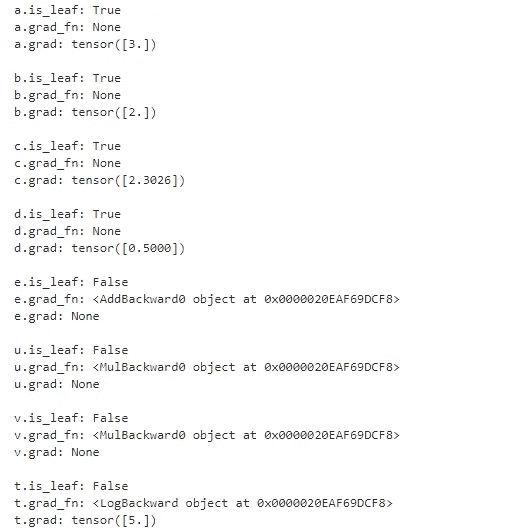 a.is_leaf: True
a.grad_fn: None
a.grad: tensor([3.])
b.is_leaf: True
b.grad_fn: None
b.grad: tensor([2.])
c.is_leaf: True
c.grad_fn: None
c.grad: tensor([2.3026])
d.is_leaf: True
d.grad_fn: None
d.grad: tensor([0.5000])
e.is_leaf: False
e.grad_fn: <AddBackward0 object at 0x0000020EAF69DCF8>
e.grad: None
u.is_leaf: False
u.grad_fn: <MulBackward0 object at 0x0000020EAF69DCF8>
u.grad: None
v.is_leaf: False
v.grad_fn: <MulBackward0 object at 0x0000020EAF69DCF8>
v.grad: None
t.is_leaf: False
t.grad_fn: <LogBackward object at 0x0000020EAF69DCF8>
t.grad: tensor([5.])